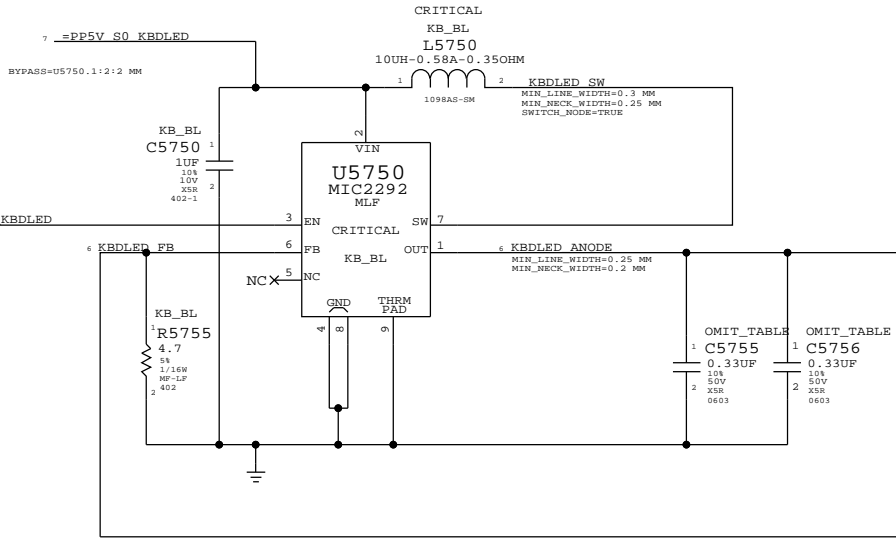 CRITICAL
KB_BL
L5750
10UH-0.58A-0.35OHM
1
2
1098AS-SM
7
=PP5V_S0_KBDLED
BYPASS=U5750.1:2:2 MM
KBDLED_SW
MIN_LINE_WIDTH=0.3 MM
MIN_NECK_WIDTH=0.25 MM
SWITCH_NODE=TRUE
KB_BL
C5750
1
1UF
10%
10V
X5R
402-1
2
2
VIN
U5750
MIC2292
MLF
CRITICAL
KB_BL
KBDLED
3
EN
SW
7
6
KBDLED_FB
6
FB
OUT
1
6
KBDLED_ANODE
MIN_LINE_WIDTH=0.25 MM
MIN_NECK_WIDTH=0.2 MM
NC
5
NC
GND
THRM
PAD
4
8
9
KB_BL
1
R5755
4.7
5%
1/16W
MF-LF
402
2
OMIT_TABLE
1
C5755
0.33UF
10%
50V
X5R
0603
2
OMIT_TABLE
1
C5756
0.33UF
10%
50V
X5R
0603
2